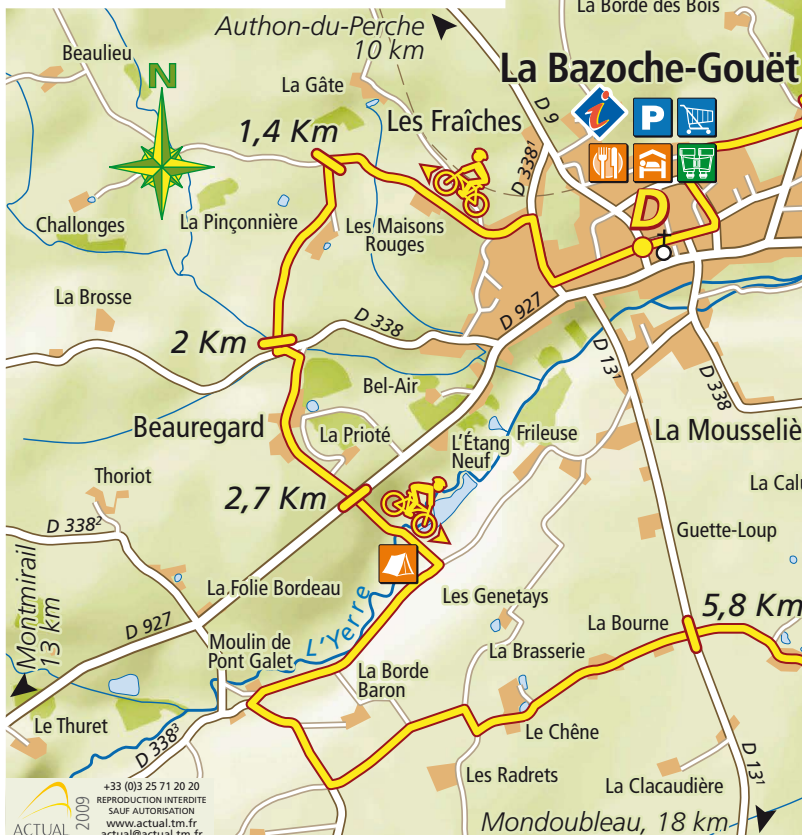 La Borde des Bois
Authon-du-Perche
10 km
Beaulieu
N
La Gâte
La Bazoche-Gouët
D 9
i
P
1,4 Km
Les Fraîches
D 338¹
D
Challonges
La Pinçonnière
Les Maisons
Rouges
La Brosse
D 927
2 Km
D 338
D 13¹
Bel-Air
D 338
Beauregard
La Prioté
L'Étang
Neuf
Frileuse
La Mousseliè
Thoriot
2,7 Km
La Calu
D 338²
Guette-Loup
Montmirail
13 km
La Folie Bordeau
L'Yerre
Les Genetays
D 927
La Bourne
5,8 Km
Moulin de
Pont Galet
La Brasserie
La Borde
Baron
Le Thuret
D 338³
Le Chêne
Les Radrets
La Clacaudière
D 13¹
Mondoubleau, 18 km
ACTUAL
2009
+33 (0)3 25 71 20 20
REPRODUCTION INTERDITE
SAUF AUTORISATION
www.actual.tm.fr
actual@actual.tm.fr